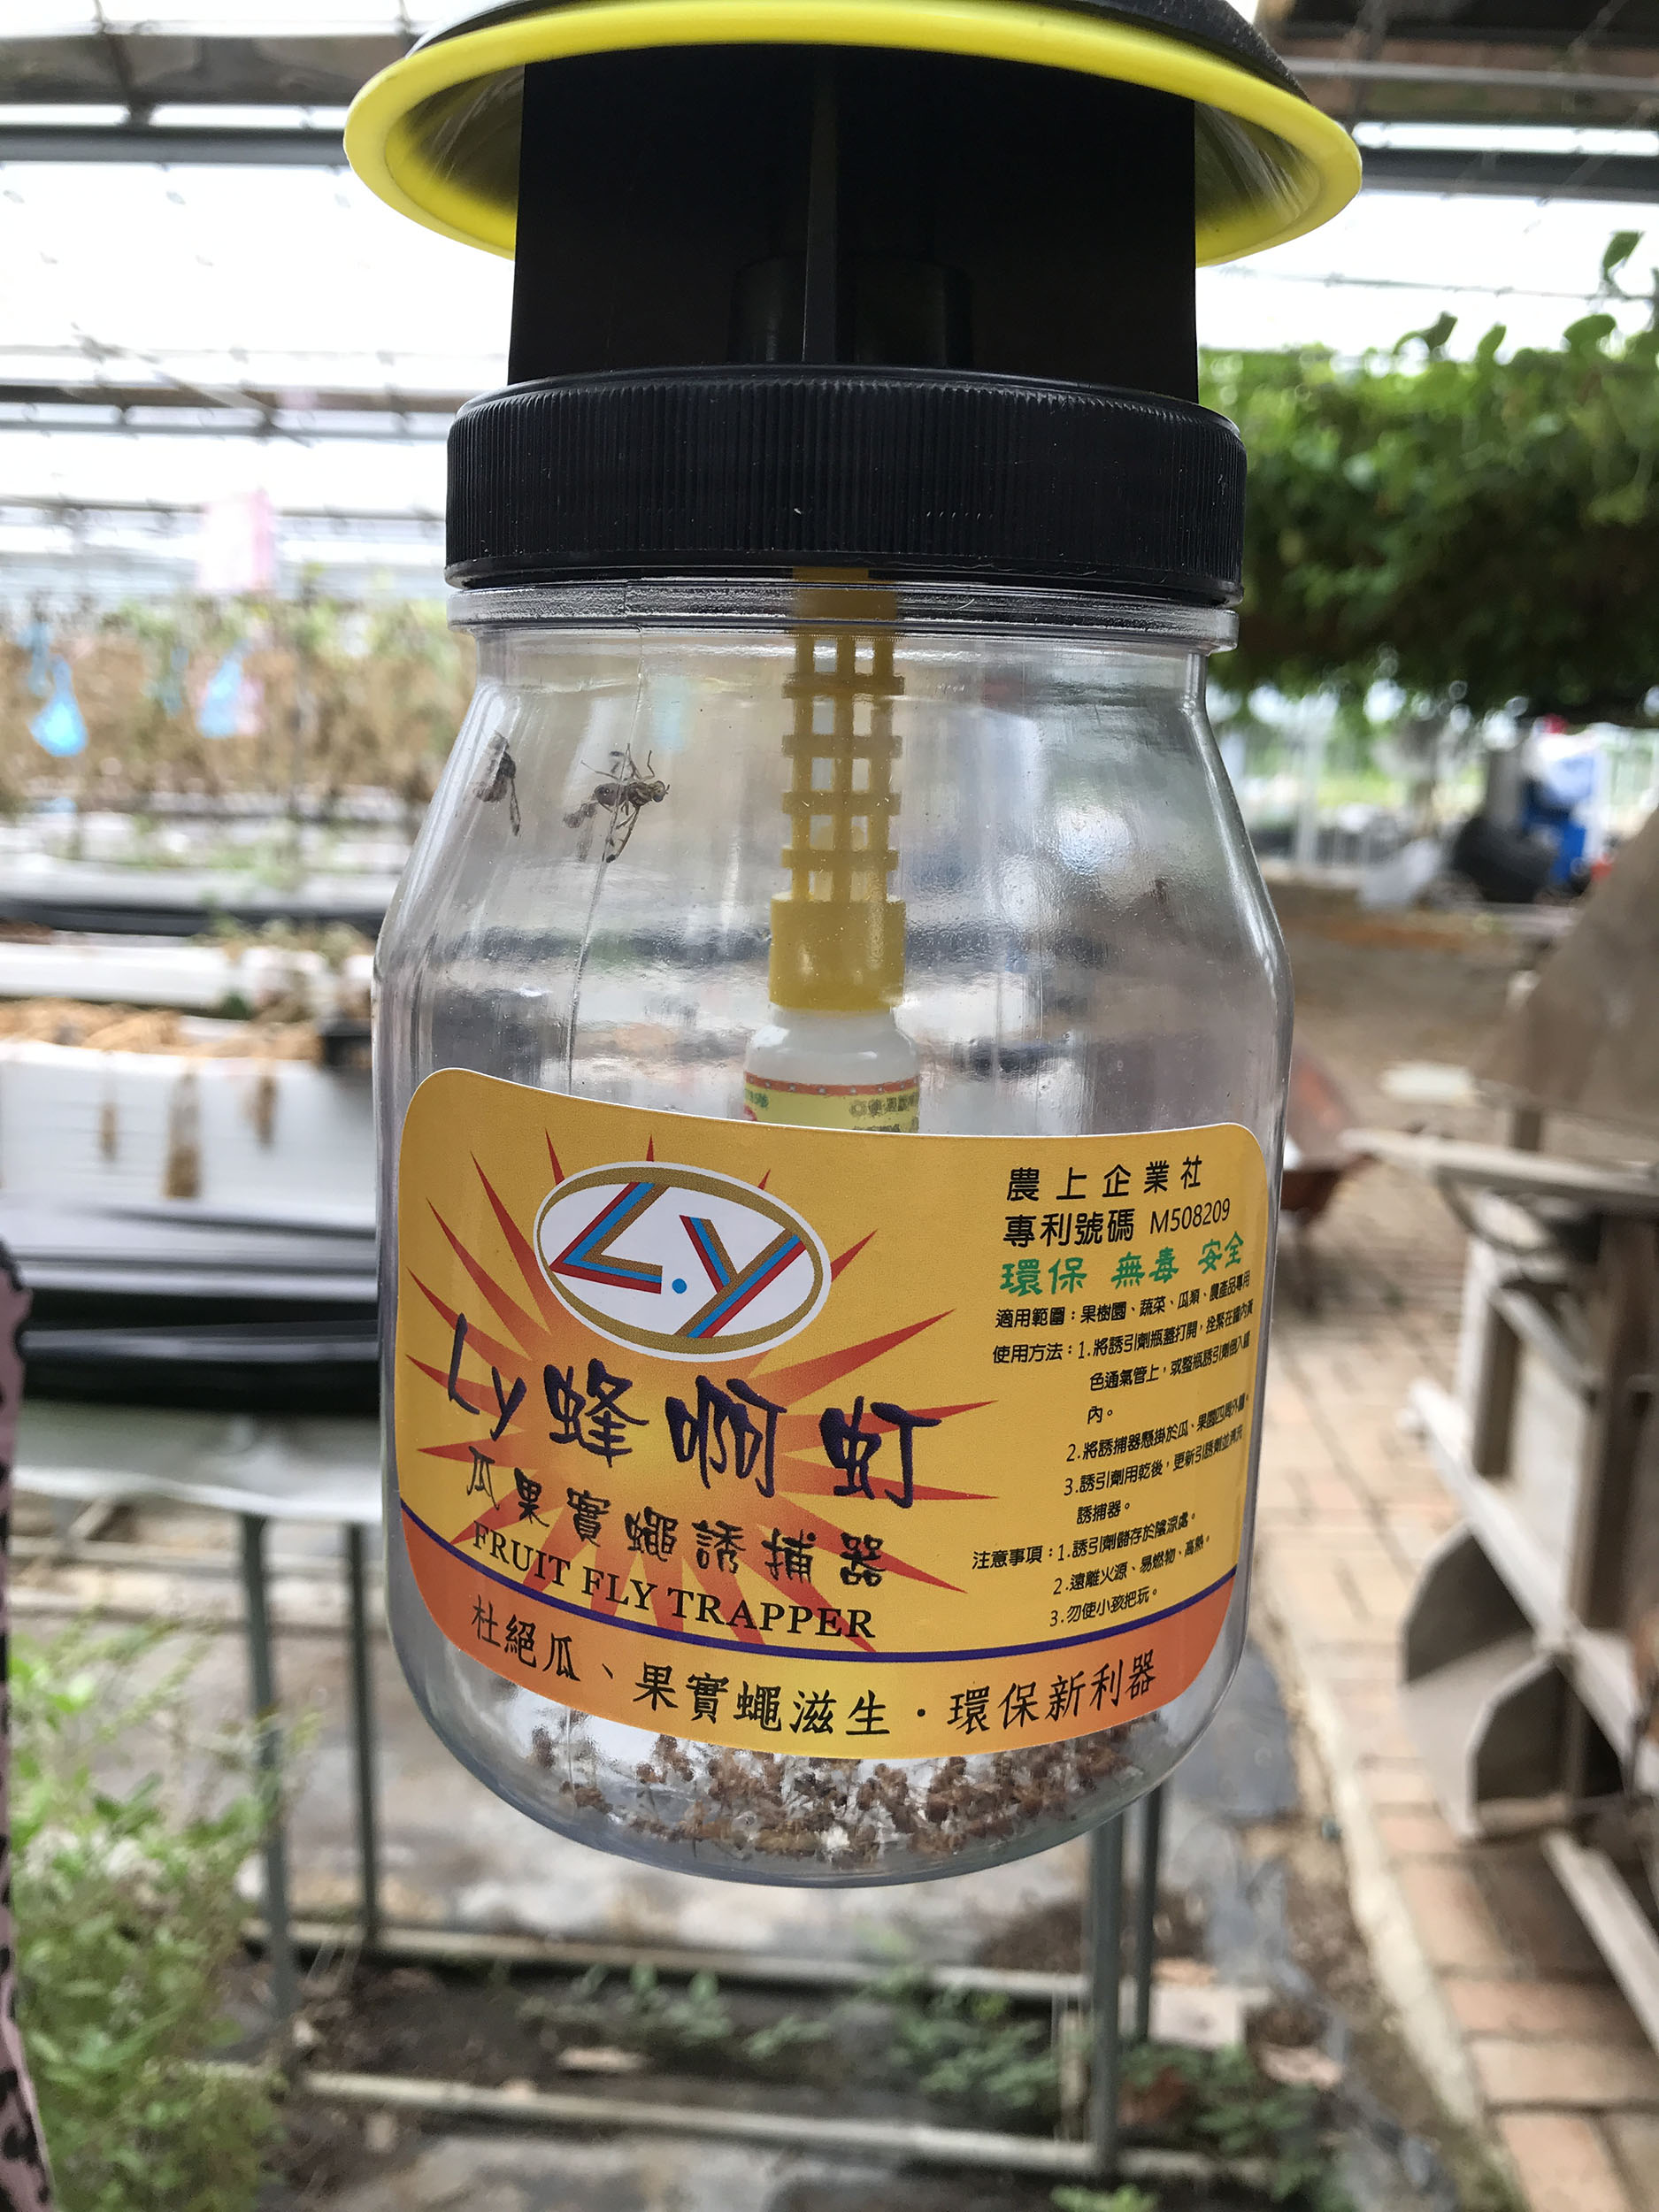 L.Y
Ly蜂啊虰
瓜果實蠅誘捕器
FRUIT FLY TRAPPER
杜絕瓜、果實蠅滋生·環保新利器
農上企業社
專利號碼 M508209
環保 無毒 安全
適用範圍：果樹園、蔬菜、瓜類、農產品專用
使用方法：1.將誘引劑瓶蓋打開，拴緊在罐內黃
色通氣管上，或整瓶誘引劑倒入罐
內。
2.將誘捕器懸掛於瓜、果園四周外圍。
3.誘引劑用乾後，更新引誘劑並清洗
誘捕器。
注意事項：1.誘引劑儲存於陰涼處。
2.遠離火源、易燃物、高熱。
3.勿使小孩把玩。